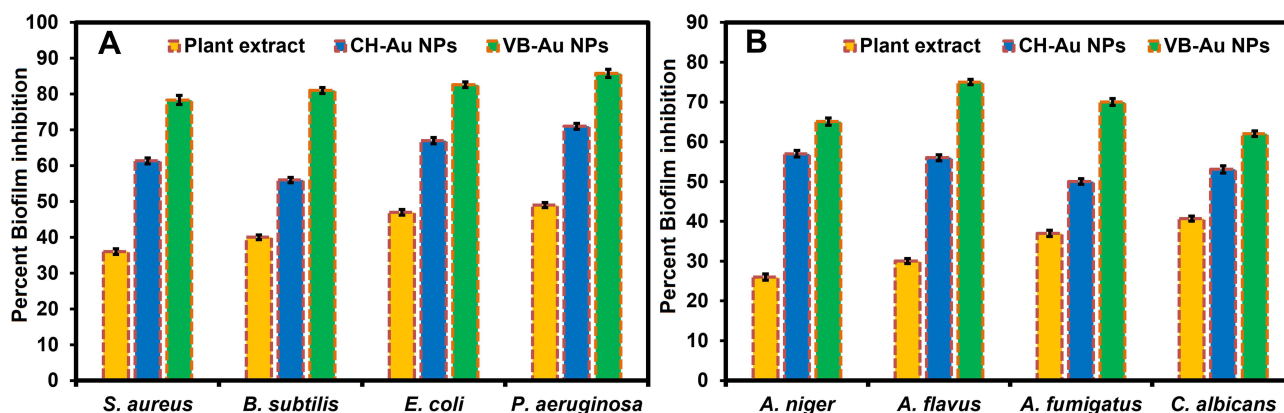 A
Plant extract CH-Au NPs VB-Au NPs
Percent Biofilm inhibition
100
90
80
70
60
50
40
30
20
10
0
S. aureus B. subtilis E. coli P. aeruginosa
B
Plant extract CH-Au NPs VB-Au NPs
Percent Biofilm inhibition
90
80
70
60
50
40
30
20
10
0
A. niger A. flavus A. fumigatus C. albicans